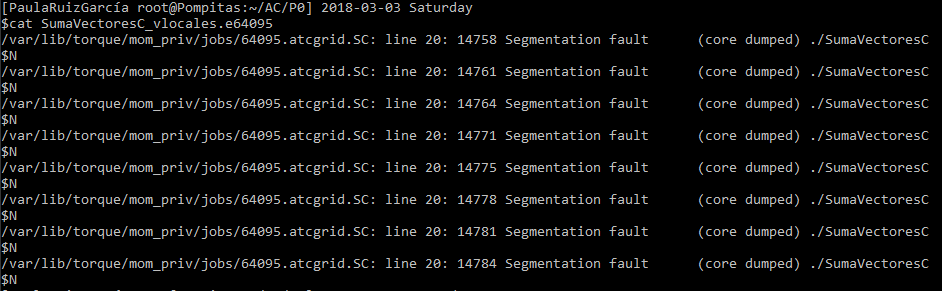 [PaulaRuizGarcía root@Pompitas:~/AC/P0] 2018-03-03 Saturday
$cat SumaVectoresC_vlocales.e64095
/var/lib/torque/mom_priv/jobs/64095.atcgrid.SC: line 20: 14758 Segmentation fault      (core dumped) ./SumaVectoresC
$N
/var/lib/torque/mom_priv/jobs/64095.atcgrid.SC: line 20: 14761 Segmentation fault      (core dumped) ./SumaVectoresC
$N
/var/lib/torque/mom_priv/jobs/64095.atcgrid.SC: line 20: 14764 Segmentation fault      (core dumped) ./SumaVectoresC
$N
/var/lib/torque/mom_priv/jobs/64095.atcgrid.SC: line 20: 14771 Segmentation fault      (core dumped) ./SumaVectoresC
$N
/var/lib/torque/mom_priv/jobs/64095.atcgrid.SC: line 20: 14775 Segmentation fault      (core dumped) ./SumaVectoresC
$N
/var/lib/torque/mom_priv/jobs/64095.atcgrid.SC: line 20: 14778 Segmentation fault      (core dumped) ./SumaVectoresC
$N
/var/lib/torque/mom_priv/jobs/64095.atcgrid.SC: line 20: 14781 Segmentation fault      (core dumped) ./SumaVectoresC
$N
/var/lib/torque/mom_priv/jobs/64095.atcgrid.SC: line 20: 14784 Segmentation fault      (core dumped) ./SumaVectoresC
$N